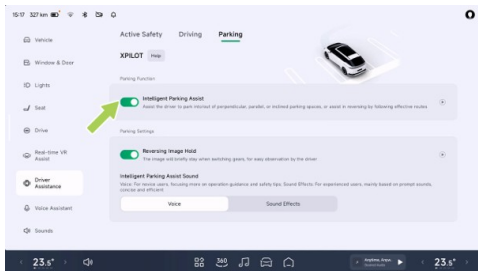 15:17 327 km
Active Safety Driving Parking
Vehicle
XPILOT Help
Window & Door
Parking Function
Lights
Intelligent Parking Assist
Assist the driver to park into/out of perpendicular, parallel, or inclined parking spaces, or assist in reversing by following effective routes
Seat
Drive
Parking Settings
Real-time VR
Assist
Reversing Image Hold
The image will briefly stay when switching gears, for easy observation by the driver
Driver
Assistance
Intelligent Parking Assist Sound
Voice: For novice users, focusing more on operation guidance and safety tips. Sound Effects: For experienced users, mainly based on prompt sounds,
concise and efficient
Voice Assistant
Voice Sound Effects
Sounds
23.5° 360 23.5°